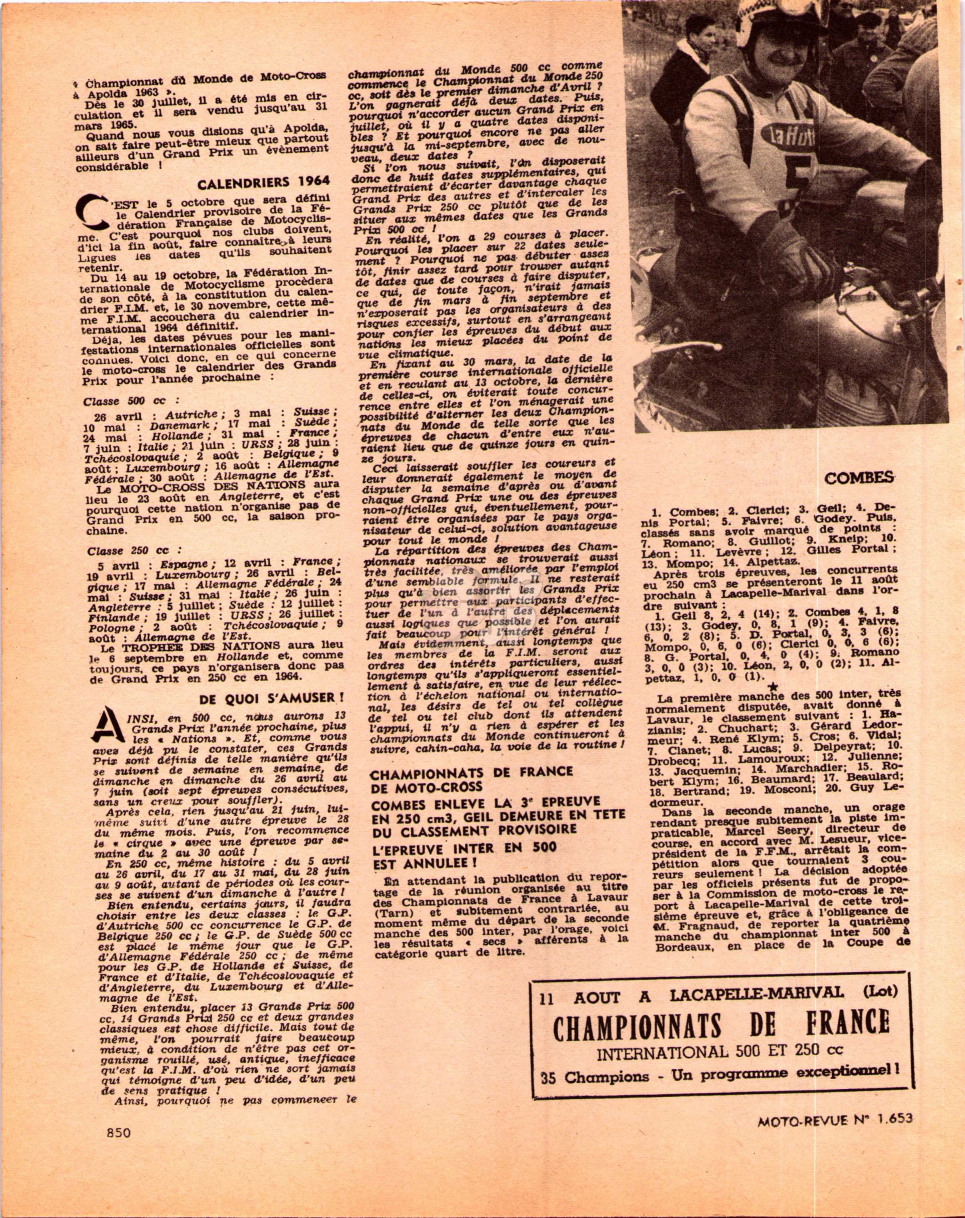 « Championnat du Monde de Moto-Cross
à Apolda 1963 ».
Dès le 30 juillet, il a été mis en cir-
culation et il sera vendu jusqu'au 31
mars 1965.
Quand nous vous disions qu'à Apolda,
on sait faire peut-être mieux que partout
ailleurs d'un Grand Prix un évènement
considérable !
CALENDRIERS 1964
C'EST le 5 octobre que sera défini
le Calendrier provisoire de la Fé-
dération Française de Motocyclis-
me. C'est pourquoi nos clubs doivent,
d'ici la fin août, faire connaître à leurs
Ligues les dates qu'ils souhaitent
retenir.
Du 14 au 19 octobre, la Fédération In-
ternationale de Motocyclisme procèdera
de son côté, à la constitution du calen-
drier F.I.M. et, le 30 novembre, cette mê-
me F.I.M. accouchera du calendrier in-
ternational 1964 définitif.
Déja, les dates pévues pour les mani-
festations internationales officielles sont
connues. Voici donc, en ce qui concerne
le moto-cross le calendrier des Grands
Prix pour l'année prochaine :
Classe 500 cc :
26 avril : Autriche ; 3 mai : Suisse ;
10 mai : Danemark ; 17 mai : Suède ;
24 mai : Hollande ; 31 mai : France ;
7 juin : Italie ; 21 juin : URSS ; 28 juin :
Tchécoslovaquie ; 2 août : Belgique ; 9
août : Luxembourg ; 16 août : Allemagne
Fédérale ; 30 août : Allemagne de l'Est.
Le MOTO-CROSS DES NATIONS aura
lieu le 23 août en Angleterre, et c'est
pourquoi cette nation n'organise pas de
Grand Prix en 500 cc, la saison pro-
chaine.
Classe 250 cc :
5 avril : Espagne ; 12 avril : France ;
19 avril : Luxembourg ; 26 avril : Bel-
gique ; 17 mai : Allemagne Fédérale ; 24
mai : Suisse ; 31 mai : Italie ; 26 juin :
Angleterre : 5 juillet : Suède : 12 juillet :
Finlande ; 19 juillet : URSS ; 26 juillet :
Pologne ; 2 août : Tchécoslovaquie ; 9
août : Allemagne de l'Est.
Le TROPHEE DES NATIONS aura lieu
le 6 septembre en Hollande et, comme
toujours, ce pays n'organisera donc pas
de Grand Prix en 250 cc en 1964.
DE QUOI S'AMUSER !
AINSI, en 500 cc, nous aurons 13
Grands Prix l'année prochaine, plus
les « Nations ». Et, comme vous
avez déjà pu le constater, ces Grands
Prix sont définis de telle manière qu'ils
se suivent de semaine en semaine, de
dimanche en dimanche du 26 avril au
7 juin (soit sept épreuves consécutives,
sans un creux pour souffler).
Après cela, rien jusqu'au 21 juin, lui-
même suivi d'une autre épreuve le 28
du même mois. Puis, l'on recommence
le « cirque » avec une épreuve par se-
maine du 2 au 30 août !
En 250 cc, même histoire : du 5 avril
au 26 avril, du 17 au 31 mai, du 28 juin
au 9 août, autant de périodes où les cour-
ses se suivent d'un dimanche à l'autre !
Bien entendu, certains jours, il faudra
choisir entre les deux classes : le G.P.
d'Autriche 500 cc concurrence le G.P. de
Belgique 250 cc ; le G.P. de Suède 500 cc
est placé le même jour que le G.P.
d'Allemagne Fédérale 250 cc ; de même
pour les G.P. de Hollande et Suisse, de
France et d'Italie, de Tchécoslovaquie et
d'Angleterre, du Luxembourg et d'Alle-
magne de l'Est.
Bien entendu, placer 13 Grands Prix 500
cc, 14 Grands Prix 250 cc et deux grandes
classiques est chose difficile. Mais tout de
même, l'on pourrait faire beaucoup
mieux, à condition de n'être pas cet or-
ganisme rouillé, usé, antique, inefficace
qu'est la F.I.M. d'où rien ne sort jamais
qui témoigne d'un peu d'idée, d'un peu
de sens pratique !
Ainsi, pourquoi ne pas commeneer le
850
championnat du Monde 500 cc comme
commence le Championnat du Monde 250
cc, soit dès le premier dimanche d'Avril ?
L'on gagnerait déjà deux dates. Puis,
pourquoi n'accorder aucun Grand Prix en
juillet, où il y a quatre dates disponi-
bles ? Et pourquoi encore ne pas aller
jusqu'à la mi-septembre, avec de nou-
veau, deux dates ?
Si l'on nous suivait, l'on disposerait
donc de huit dates supplémentaires, qui
permettraient d'écarter davantage chaque
Grand Prix des autres et d'intercaler les
Grands Prix 250 cc plutôt que de les
situer aux mêmes dates que les Grands
Prix 500 cc !
En réalité, l'on a 29 courses à placer.
Pourquoi les placer sur 22 dates seule-
ment ? Pourquoi ne pas débuter assez
tôt, finir assez tard pour trouver autant
de dates que de courses à faire disputer,
ce qui, de toute façon, n'irait jamais
que de fin mars à fin septembre et
n'exposerait pas les organisateurs à des
risques excessifs, surtout en s'arrangeant
pour confier les épreuves du début aux
nations les mieux placées du point de
vue climatique.
En fixant au 30 mars, la date de la
première course internationale officielle
et en reculant au 13 octobre, la dernière
de celles-ci, on éviterait toute concur-
rence entre elles et l'on ménagerait une
possibilité d'alterner les deux Champion-
nats du Monde de telle sorte que les
épreuves de chacun d'entre eux n'au-
raient lieu que de quinze jours en quin-
ze jours.
Ceci laisserait souffler les coureurs et
leur donnerait également le moyen de
disputer la semaine d'après ou d'avant
chaque Grand Prix une ou des épreuves
non-officielles qui, éventuellement, pour-
raient être organisées par le pays orga-
nisateur de celui-ci, solution avantageuse
pour tout le monde !
La répartition des épreuves des Cham-
pionnats nationaux se trouverait aussi
très facilitée, très améliorée par l'emploi
d'une semblable formule. Il ne resterait
plus qu'à bien assortir les Grands Prix
pour permettre aux participants d'effec-
tuer de l'un à l'autre des déplacements
aussi logiques que possible et l'on aurait
fait beaucoup pour l'intérêt général !
Mais évidemment, aussi longtemps que
les membres de la F.I.M. seront aux
ordres des intérêts particuliers, aussi
longtemps qu'ils s'appliqueront essentiel-
lement à satisfaire, en vue de leur réélec-
tion à l'échelon national ou internatio-
nal, les désirs de tel ou tel collègue
de tel ou tel club dont ils attendent
l'appui, il n'y a rien à espérer et les
championnats du Monde continueront à
suivre, cahin-caha, la voie de la routine !
CHAMPIONNATS DE FRANCE
DE MOTO-CROSS
COMBES ENLEVE LA 3e EPREUVE
EN 250 cm3, GEIL DEMEURE EN TETE
DU CLASSEMENT PROVISOIRE
L'EPREUVE INTER EN 500
EST ANNULEE !
En attendant la publication du repor-
tage de la réunion organisée au titre
des Championnats de France à Lavaur
(Tarn) et subitement contrariée, au
moment même du départ de la seconde
manche des 500 inter, par l'orage, voici
les résultats « secs » afférents à la
catégorie quart de litre.
COMBES
1. Combes; 2. Clerici; 3. Geil; 4. De-
nis Portal; 5. Faivre; 6. Godey. Puis,
classés sans avoir marqué de points :
7. Romano; 8. Guillot; 9. Kneip; 10.
Léon; 11. Levèvre; 12. Gilles Portal;
13. Mompo; 14. Alpettaz.
Après trois épreuves, les concurrents
eu 250 cm3 se présenteront le 11 août
prochain à Lacapelle-Marival dans l'or-
dre suivant :
1. Geil 8, 2, 4 (14); 2. Combes 4, 1, 8
(13); 3. Godey, 0, 8, 1 (9); 4. Faivre,
6, 0, 2 (8); 5. D. Portal, 0, 3, 3 (6);
Mompo, 0, 6, 0 (6); Clerici 0, 0, 6 (6);
8. G. Portal, 0, 4, 0 (4); 9. Romano
3, 0, 0 (3); 10. Léon, 2, 0, 0 (2); 11. Al-
pettaz, 1, 0, 0 (1).
★
La première manche des 500 inter, très
normalement disputée, avait donné à
Lavaur, le classement suivant : 1. Ha-
zianis; 2. Chuchart; 3. Gérard Ledor-
meur; 4. René Klym; 5. Cros; 6. Vidal;
7. Clanet; 8. Lucas; 9. Delpeyrat; 10.
Drobecq; 11. Lamouroux; 12. Julienne;
13. Jacquemin; 14. Marchadier; 15. Ro-
bert Klym; 16. Beaumard; 17. Beaulard;
18. Bertrand; 19. Mosconi; 20. Guy Le-
dormeur.
Dans la seconde manche, un orage
rendant presque subitement la piste im-
praticable, Marcel Seery, directeur de
course, en accord avec M. Lesueur, vice-
président de la F.F.M., arrêtait la com-
pétition alors que tournaient 3 cou-
reurs seulement ! La décision adoptée
par les officiels présents fut de propo-
ser à la Commission de moto-cross le re-
port à Lacapelle-Marival de cette troi-
sième épreuve et, grâce à l'obligeance de
M. Fragnaud, de reporter la quatrième
manche du championnat inter 500 à
Bordeaux, en place de la Coupe de
11 AOUT A LACAPELLE-MARIVAL (Lot)
CHAMPIONNATS DE FRANCE
INTERNATIONAL 500 ET 250 cc
35 Champions - Un programme exceptionnel !
MOTO-REVUE N° 1.653